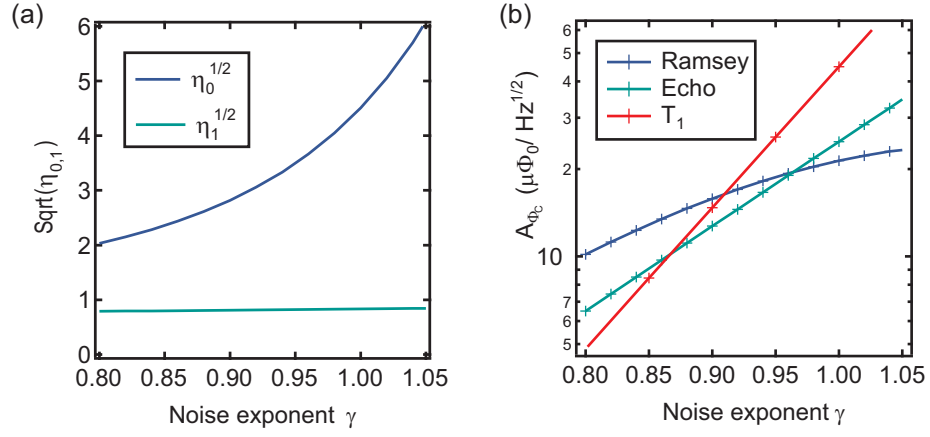 (a)
6
5
4
3
2
1
0
Sqrt(η0,1)
η0^1/2
η1^1/2
0.80 0.85 0.90 0.95 1.00 1.05
Noise exponent γ
(b)
6
5
4
3
2
10
7
6
5
AΦC (μΦ0/ Hz^1/2)
Ramsey
Echo
T1
0.80 0.85 0.90 0.95 1.00 1.05
Noise exponent γ